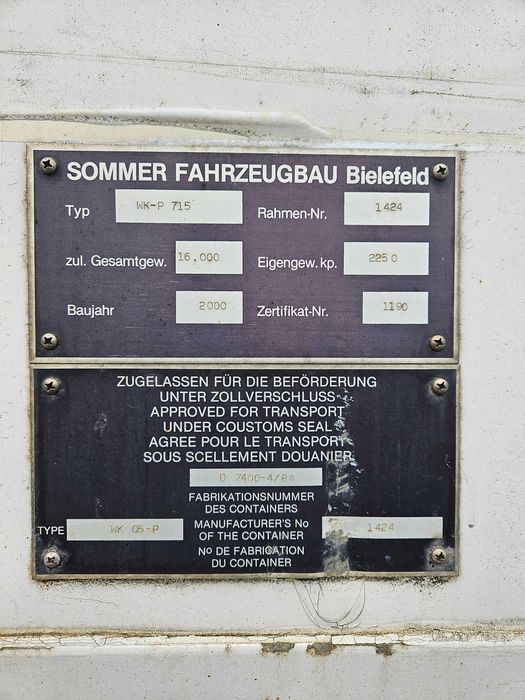 SOMMER FAHRZEUGBAU Bielefeld
Typ WK-P 715 Rahmen-Nr. 1424
zul. Gesamtgew. 16,000 Eigengew. kp. 2250
Baujahr 2000 Zertifikat-Nr. 1190
ZUGELASSEN FÜR DIE BEFÖRDERUNG
UNTER ZOLLVERSCHLUSS
APPROVED FOR TRANSPORT
UNDER COUSTOMS SEAL
AGREE POUR LE TRANSPORT
SOUS SCELLEMENT DOUANIER
D 7400-4/84
FABRIKATIONSNUMMER
DES CONTAINERS
TYPE WK 05-P MANUFACTURER'S No 1424
OF THE CONTAINER
No DE FABRICATION
DU CONTAINER